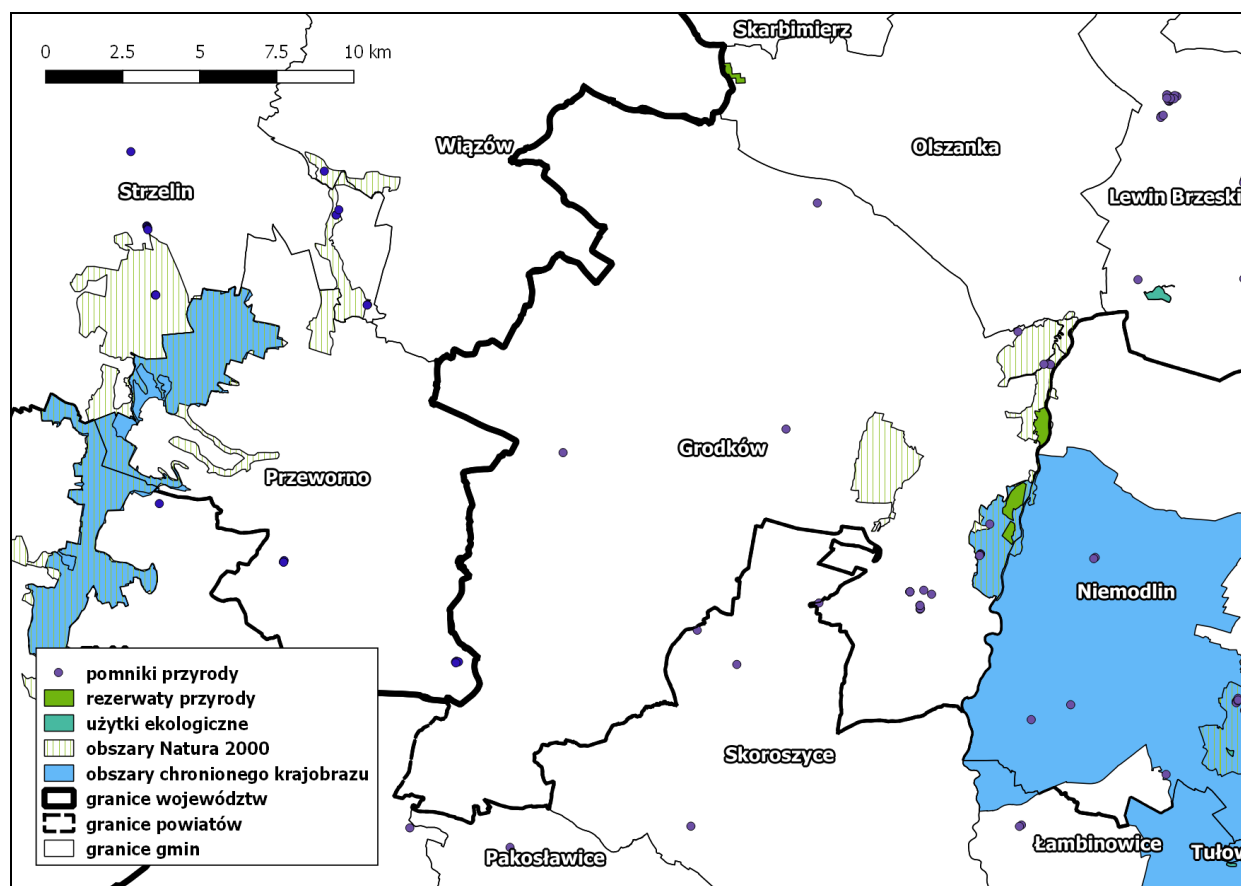 Skarbimierz
0 2.5 5 7.5 10 km
Wiązów
Olszanka
Strzelin
Lewin Brzeski
Grodków
Przeworno
Niemodlin
pomniki przyrody
rezerwaty przyrody
użytki ekologiczne
obszary Natura 2000
obszary chronionego krajobrazu
granice województw
granice powiatów
granice gmin
Skoroszyce
Pakosławice
Łambinowice
Tułow